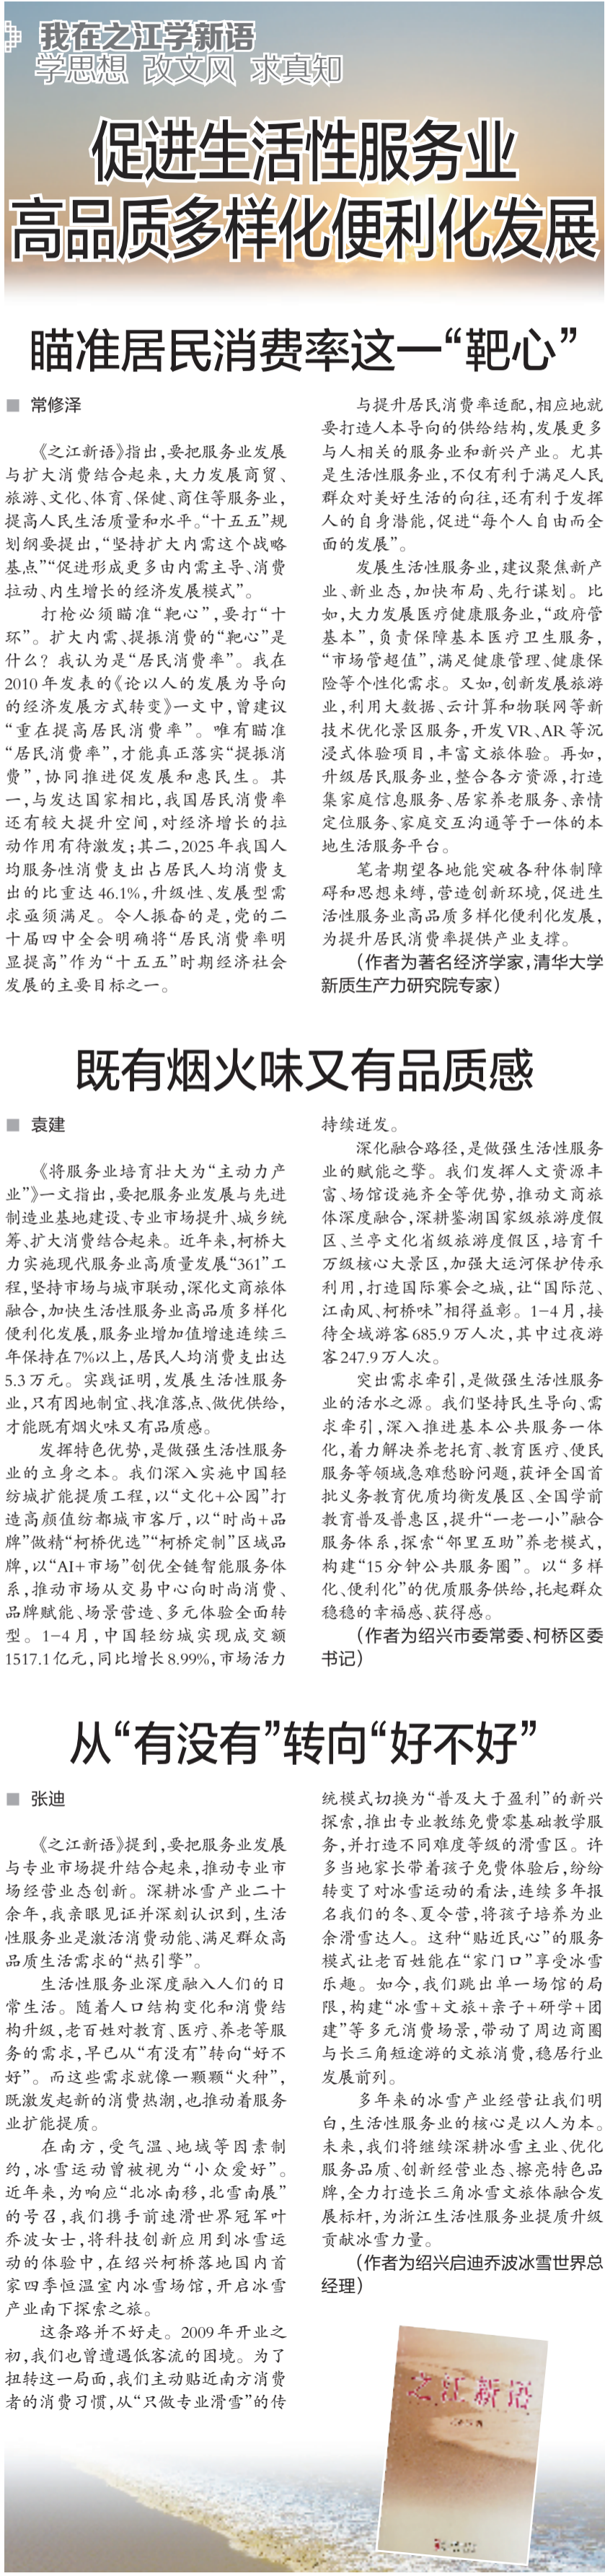 我在之江学新语
学思想 改文风 求真知
促进生活性服务业
高品质多样化便利化发展
瞄准居民消费率这一“靶心”
■ 常修泽
《之江新语》指出,要把服务业发展
与扩大消费结合起来,大力发展商贸、
旅游、文化、体育、保健、商住等服务业,
提高人民生活质量和水平。“十五五”规
划纲要提出,“坚持扩大内需这个战略
基点”“促进形成更多由内需主导、消费
拉动、内生增长的经济发展模式”。
打枪必须瞄准“靶心”,要打“十
环”。扩大内需、提振消费的“靶心”是
什么?我认为是“居民消费率”。我在
2010年发表的《论以人的发展为导向
的经济发展方式转变》一文中,曾建议
“重在提高居民消费率”。唯有瞄准
“居民消费率”,才能真正落实“提振消
费”,协同推进促发展和惠民生。其
一,与发达国家相比,我国居民消费率
还有较大提升空间,对经济增长的拉
动作用有待激发;其二,2025年我国人
均服务性消费支出占居民人均消费支
出的比重达46.1%,升级性、发展型需
求亟须满足。令人振奋的是,党的二
十届四中全会明确将“居民消费率明
显提高”作为“十五五”时期经济社会
发展的主要目标之一。
与提升居民消费率适配,相应地就
要打造人本导向的供给结构,发展更多
与人相关的服务业和新兴产业。尤其
是生活性服务业,不仅有利于满足人民
群众对美好生活的向往,还有利于发挥
人的自身潜能,促进“每个人自由而全
面的发展”。
发展生活性服务业,建议聚焦新产
业、新业态,加快布局、先行谋划。比
如,大力发展医疗健康服务业,“政府管
基本”,负责保障基本医疗卫生服务,
“市场管超值”,满足健康管理、健康保
险等个性化需求。又如,创新发展旅游
业,利用大数据、云计算和物联网等新
技术优化景区服务,开发VR、AR等沉
浸式体验项目,丰富文旅体验。再如,
升级居民服务业,整合各方资源,打造
集家庭信息服务、居家养老服务、亲情
定位服务、家庭交互沟通等于一体的本
地生活服务平台。
笔者期望各地能突破各种体制障
碍和思想束缚,营造创新环境,促进生
活性服务业高品质多样化便利化发展,
为提升居民消费率提供产业支撑。
(作者为著名经济学家,清华大学
新质生产力研究院专家)
既有烟火味又有品质感
■ 袁建
《将服务业培育壮大为“主动力产
业”》一文指出,要把服务业发展与先进
制造业基地建设、专业市场提升、城乡统
筹、扩大消费结合起来。近年来,柯桥大
力实施现代服务业高质量发展“361”工
程,坚持市场与城市联动,深化文商旅体
融合,加快生活性服务业高品质多样化
便利化发展,服务业增加值增速连续三
年保持在7%以上,居民人均消费支出达
5.3万元。实践证明,发展生活性服务
业,只有因地制宜、找准落点、做优供给,
才能既有烟火味又有品质感。
发挥特色优势,是做强生活性服务
业的立身之本。我们深入实施中国轻
纺城扩能提质工程,以“文化+公园”打
造高颜值纺都城市客厅,以“时尚+品
牌”做精“柯桥优选”“柯桥定制”区域品
牌,以“AI+市场”创优全链智能服务体
系,推动市场从交易中心向时尚消费、
品牌赋能、场景营造、多元体验全面转
型。1-4月,中国轻纺城实现成交额
1517.1亿元,同比增长8.99%,市场活力
持续迸发。
深化融合路径,是做强生活性服务
业的赋能之擎。我们发挥人文资源丰
富、场馆设施齐全等优势,推动文商旅
体深度融合,深耕鉴湖国家级旅游度假
区、兰亭文化省级旅游度假区,培育千
万级核心大景区,加强大运河保护传承
利用,打造国际赛会之城,让“国际范、
江南风、柯桥味”相得益彰。1-4月,接
待全域游客685.9万人次,其中过夜游
客247.9万人次。
突出需求牵引,是做强生活性服务
业的活水之源。我们坚持民生导向、需
求牵引,深入推进基本公共服务一体
化,着力解决养老托育、教育医疗、便民
服务等领域急难愁盼问题,获评全国首
批义务教育优质均衡发展区、全国学前
教育普及普惠区,提升“一老一小”融合
服务体系,探索“邻里互助”养老模式,
构建“15分钟公共服务圈”。以“多样
化、便利化”的优质服务供给,托起群众
稳稳的幸福感、获得感。
(作者为绍兴市委常委、柯桥区委
书记)
从“有没有”转向“好不好”
■ 张迪
《之江新语》提到,要把服务业发展
与专业市场提升结合起来,推动专业市
场经营业态创新。深耕冰雪产业二十
余年,我亲眼见证并深刻认识到,生活
性服务业是激活消费动能、满足群众高
品质生活需求的“热引擎”。
生活性服务业深度融入人们的日
常生活。随着人口结构变化和消费结
构升级,老百姓对教育、医疗、养老等服
务的需求,早已从“有没有”转向“好不
好”。而这些需求就像一颗颗“火种”,
既激发起新的消费热潮,也推动着服务
业扩能提质。
在南方,受气温、地域等因素制
约,冰雪运动曾被视为“小众爱好”。
近年来,为响应“北冰南移,北雪南展”
的号召,我们携手前速滑世界冠军叶
乔波女士,将科技创新应用到冰雪运
动的体验中,在绍兴柯桥落地国内首
家四季恒温室内冰雪场馆,开启冰雪
产业南下探索之旅。
这条路并不好走。2009年开业之
初,我们也曾遭遇低客流的困境。为了
扭转这一局面,我们主动贴近南方消费
者的消费习惯,从“只做专业滑雪”的传
统模式切换为“普及大于盈利”的新兴
探索,推出专业教练免费零基础教学服
务,并打造不同难度等级的滑雪区。许
多当地家长带着孩子免费体验后,纷纷
转变了对冰雪运动的看法,连续多年报
名我们的冬、夏令营,将孩子培养为业
余滑雪达人。这种“贴近民心”的服务
模式让老百姓能在“家门口”享受冰雪
乐趣。如今,我们跳出单一场馆的局
限,构建“冰雪+文旅+亲子+研学+团
建”等多元消费场景,带动了周边商圈
与长三角短途游的文旅消费,稳居行业
发展前列。
多年来的冰雪产业经营让我们明
白,生活性服务业的核心是以人为本。
未来,我们将继续深耕冰雪主业、优化
服务品质、创新经营业态、擦亮特色品
牌,全力打造长三角冰雪文旅体融合发
展标杆,为浙江生活性服务业提质升级
贡献冰雪力量。
(作者为绍兴启迪乔波冰雪世界总
经理)
之江新语